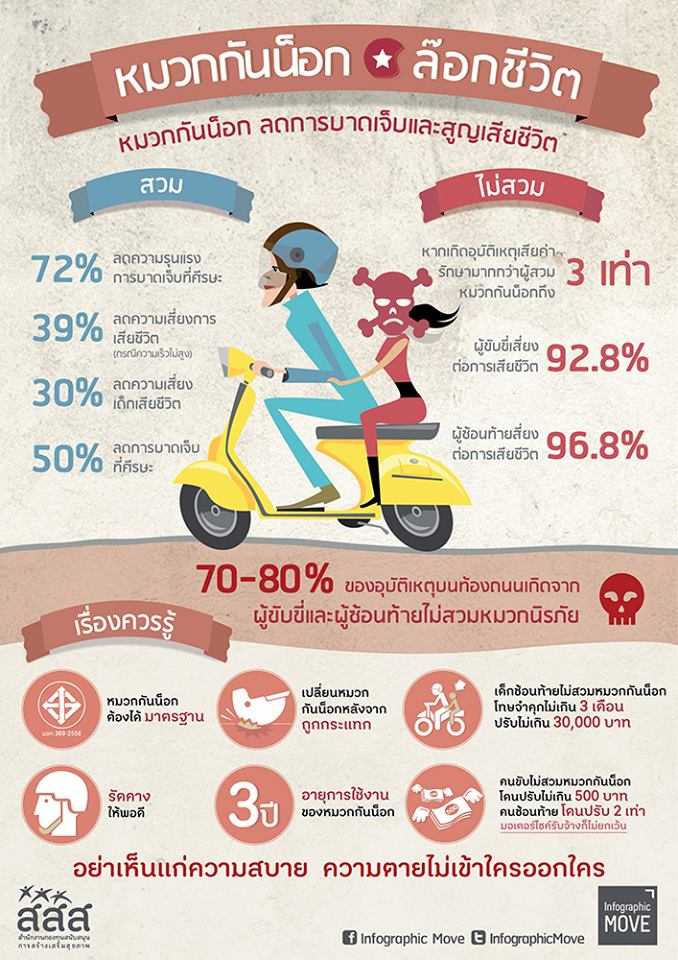 หมวกกันน็อก ล๊อกชีวิต
หมวกกันน็อก ลดการบาดเจ็บและสูญเสียชีวิต
สวม
72% ลดความรุนแรง
การบาดเจ็บที่ศีรษะ
39% ลดความเสี่ยงการ
เสียชีวิต
(กรณีความเร็วไม่สูง)
30% ลดความเสี่ยง
เด็กเสียชีวิต
50% ลดการบาดเจ็บ
ที่ศีรษะ
ไม่สวม
หากเกิดอุบัติเหตุเสียค่า
รักษามากกว่าผู้สวม
หมวกกันน็อกถึง 3 เท่า
ผู้ขับขี่เสี่ยง
ต่อการเสียชีวิต 92.8%
ผู้ซ้อนท้ายเสี่ยง
ต่อการเสียชีวิต 96.8%
70-80% ของอุบัติเหตุบนท้องถนนเกิดจาก
ผู้ขับขี่และผู้ซ้อนท้ายไม่สวมหมวกนิรภัย
เรื่องควรรู้
มอก.369-2556
หมวกกันน็อก
ต้องได้ มาตรฐาน
เปลี่ยนหมวก
กันน็อกหลังจาก
ถูกกระแทก
เด็กซ้อนท้ายไม่สวมหมวกกันน็อก
โทษจำคุกไม่เกิน 3 เดือน
ปรับไม่เกิน 30,000 บาท
รัดคาง
ให้พอดี
3 ปี
อายุการใช้งาน
ของหมวกกันน็อก
500
คนขับไม่สวมหมวกกันน็อก
โดนปรับไม่เกิน 500 บาท
คนซ้อนท้าย โดนปรับ 2 เท่า
มอเตอร์ไซค์รับจ้างก็ไม่ยกเว้น
อย่าเห็นแก่ความสบาย ความตายไม่เข้าใครออกใคร
สสส
สำนักงานกองทุนสนับสนุน
การสร้างเสริมสุขภาพ
Infographic Move InfographicMove
Infographic
MOVE